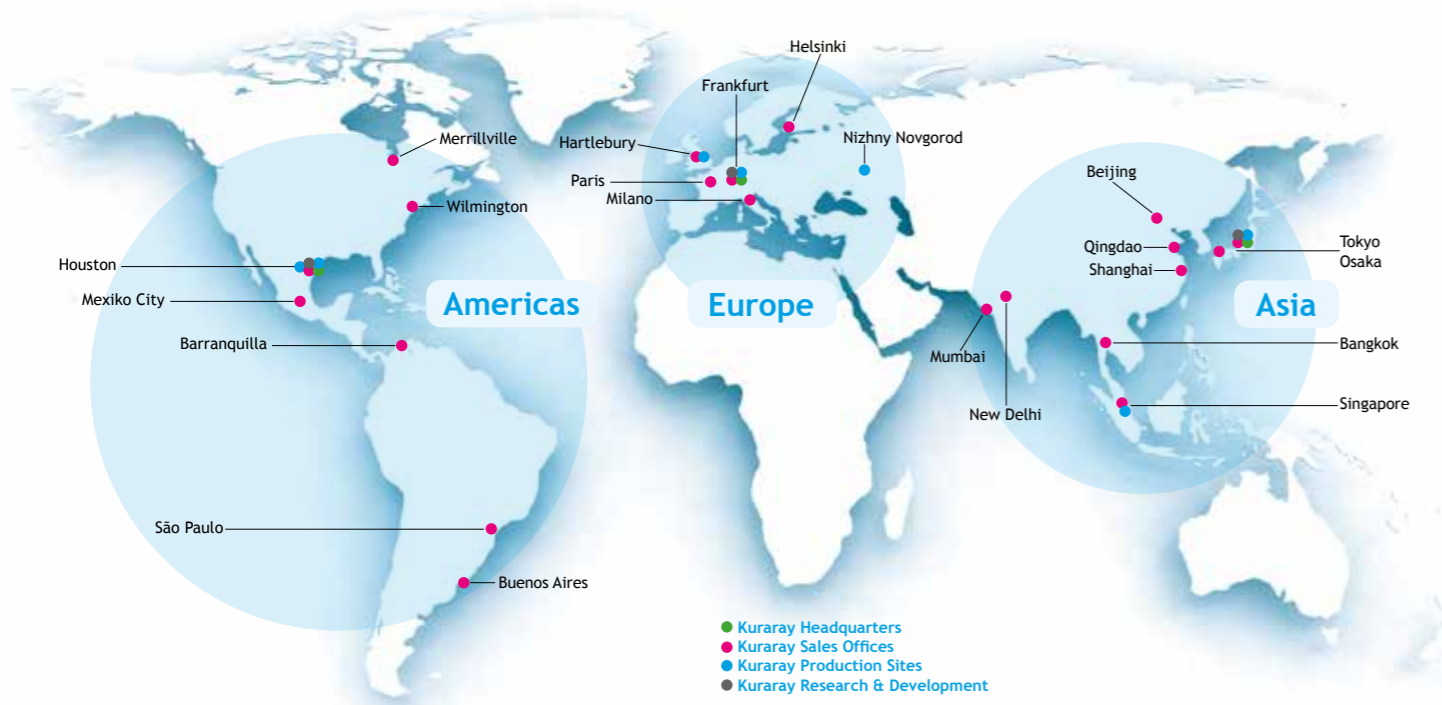 Helsinki
Frankfurt
Merrillville
Hartlebury
Nizhny Novgorod
Beijing
Paris
Milano
Wilmington
Qingdao
Tokyo
Osaka
Houston
Shanghai
Mexiko City
Americas
Europe
Asia
Barranquilla
Mumbai
Bangkok
New Delhi
Singapore
São Paulo
Buenos Aires
Kuraray Headquarters
Kuraray Sales Offices
Kuraray Production Sites
Kuraray Research & Development